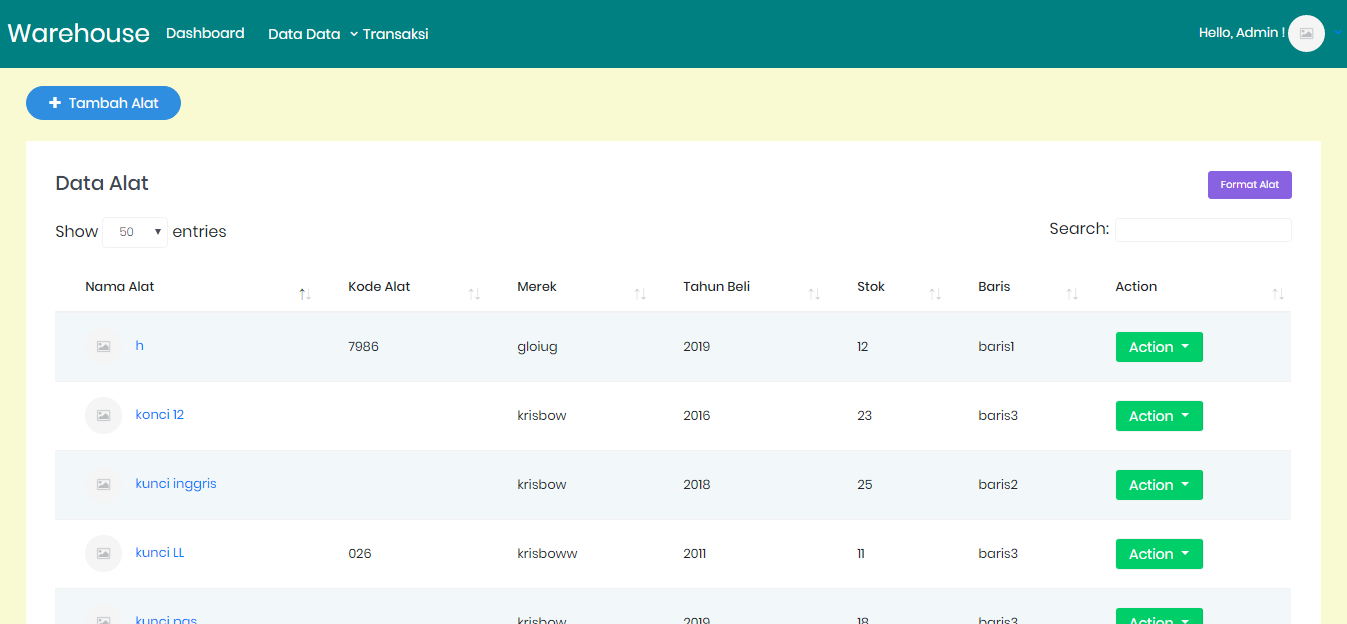 Warehouse Dashboard Data Data Transaksi Hello, Admin !
Tambah Alat
Data Alat
Format Alat
Show 50 entries
Search:
Nama Alat Kode Alat Merek Tahun Beli Stok Baris Action
h 7986 gloiug 2019 12 baris1 Action
konci 12 krisbow 2016 23 baris3 Action
kunci inggris krisbow 2018 25 baris2 Action
kunci LL 026 krisboww 2011 11 baris3 Action
kunci pas krisbow 2019 18 baris3 Action